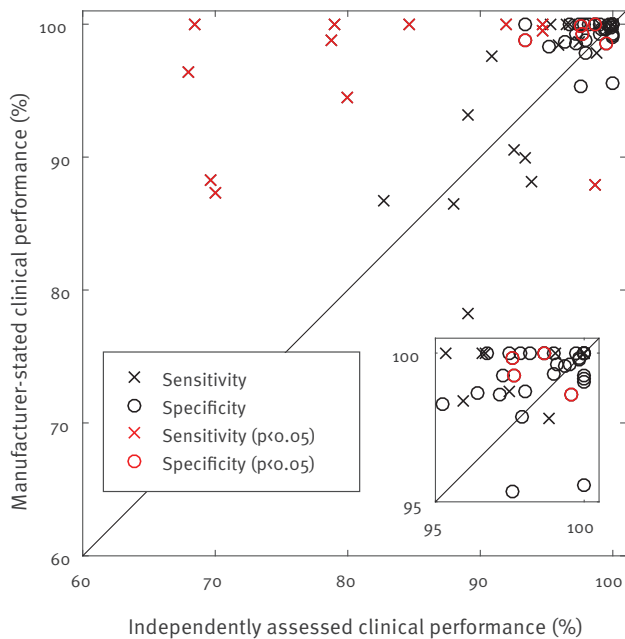 Manufacturer-stated clinical performance (%)
100
90
80
70
60
Sensitivity
Specificity
Sensitivity (p<0.05)
Specificity (p<0.05)
100
95
95
100
60
70
80
90
100
Independently assessed clinical performance (%)